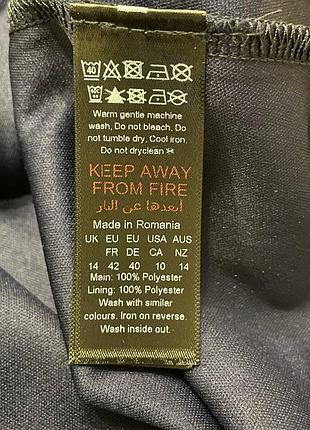 40
Warm gentle machine
wash, Do not bleach, Do
not tumble dry, Cool iron,
Do not dryclean
KEEP AWAY
FROM FIRE
أبعدها عن النار
Made in Romania
UK EU EU USA AUS
FR DE CA NZ
14 42 40 10 14
Main: 100% Polyester
Lining: 100% Polyester
Wash with similar
colours. Iron on reverse.
Wash inside out.